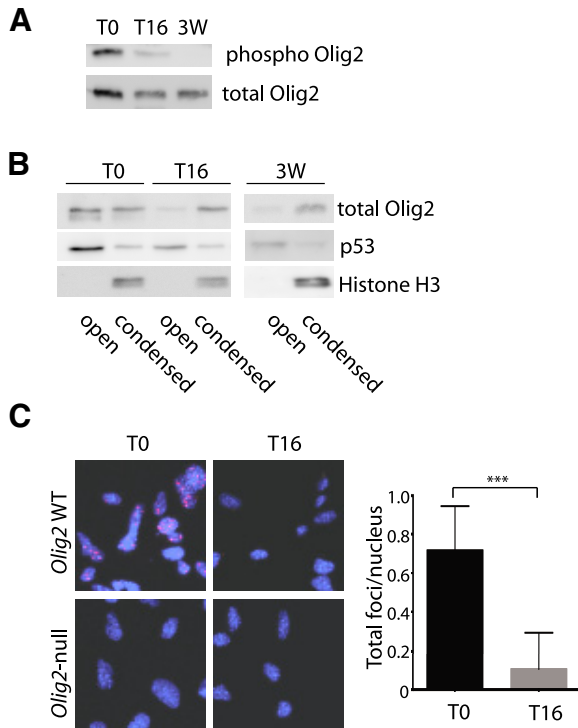 A
T0 T16 3W
phospho Olig2
total Olig2
B
T0 T16 3W
total Olig2
p53
Histone H3
open condensed open condensed open condensed
C
T0 T16
Olig2 WT
Olig2-null
***
Total foci/nucleus
1.0
0.8
0.6
0.4
0.2
0
T0 T16